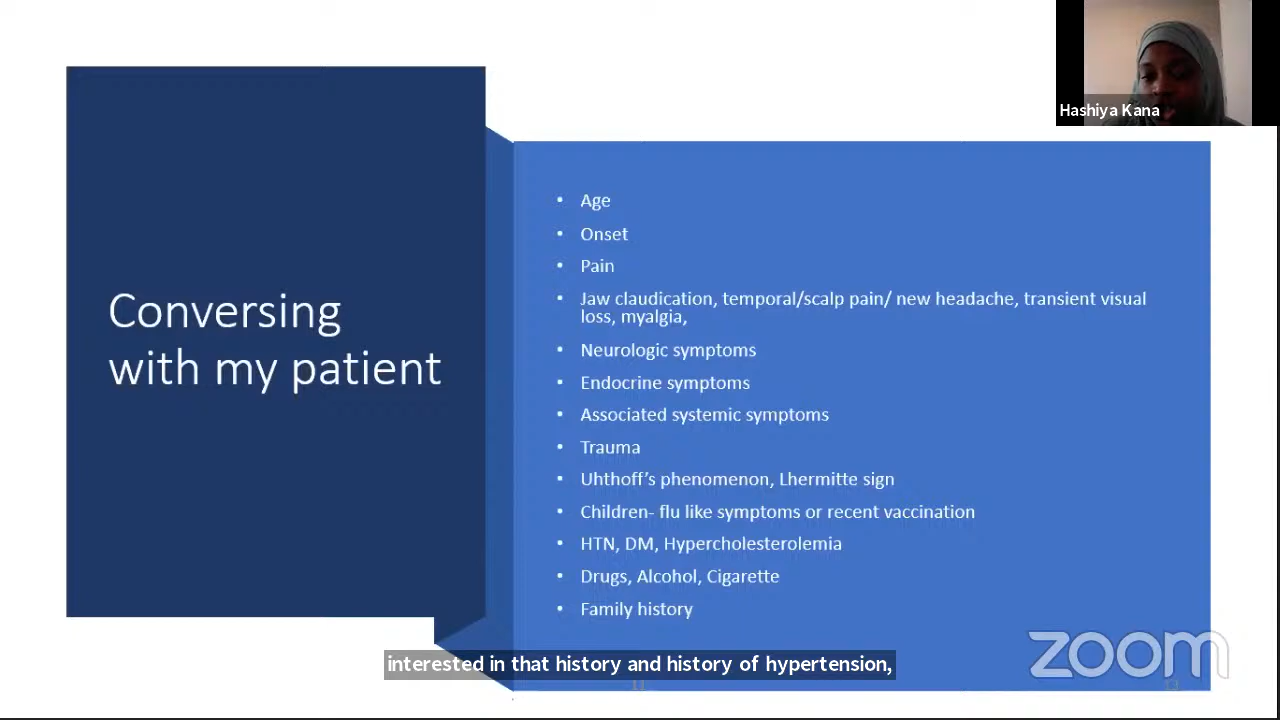 Hashiya Kana
Conversing
with my patient
• Age
• Onset
• Pain
• Jaw claudication, temporal/scalp pain/ new headache, transient visual
loss, myalgia,
• Neurologic symptoms
• Endocrine symptoms
• Associated systemic symptoms
• Trauma
• Uhthoff's phenomenon, Lhermitte sign
• Children- flu like symptoms or recent vaccination
• HTN, DM, Hypercholesterolemia
• Drugs, Alcohol, Cigarette
• Family history
interested in that history and history of hypertension,
zoom